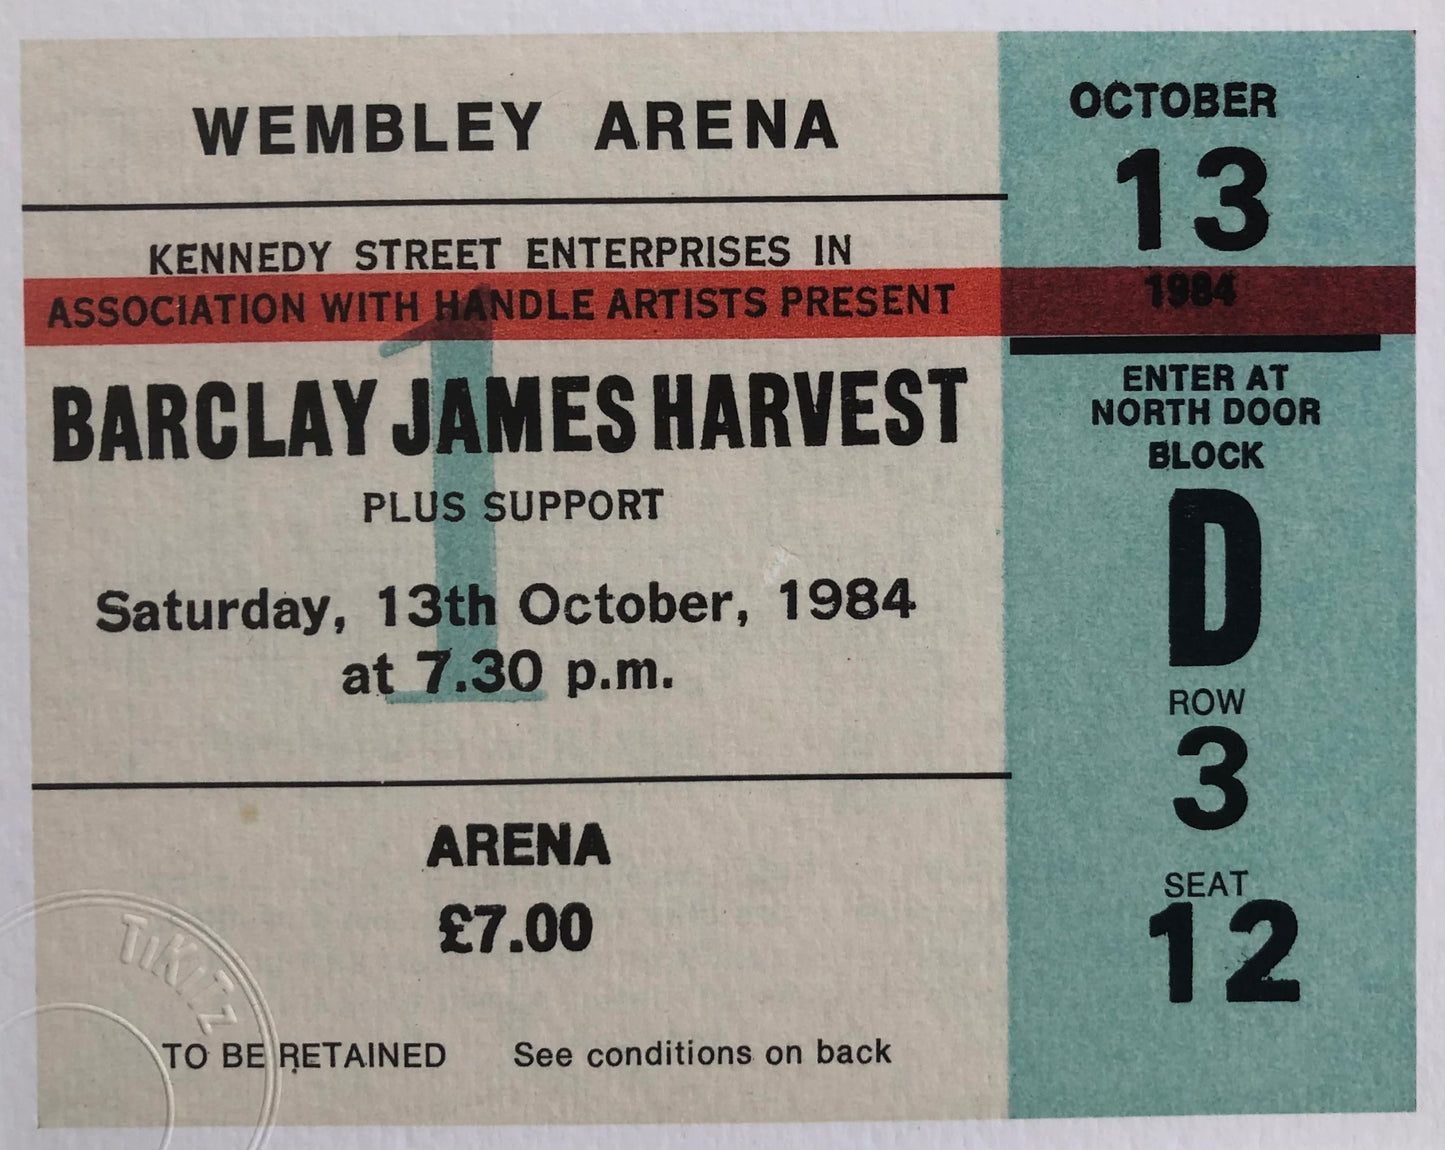 WEMBLEY ARENA
KENNEDY STREET ENTERPRISES IN
ASSOCIATION WITH HANDLE ARTISTS PRESENT
1
BARCLAY JAMES HARVEST
PLUS SUPPORT
Saturday, 13th October, 1984
at 7.30 p.m.
ARENA
£7.00
TO BE RETAINED See conditions on back
TiKiTz
OCTOBER
13
1984
ENTER AT
NORTH DOOR
BLOCK
D
ROW
3
SEAT
12